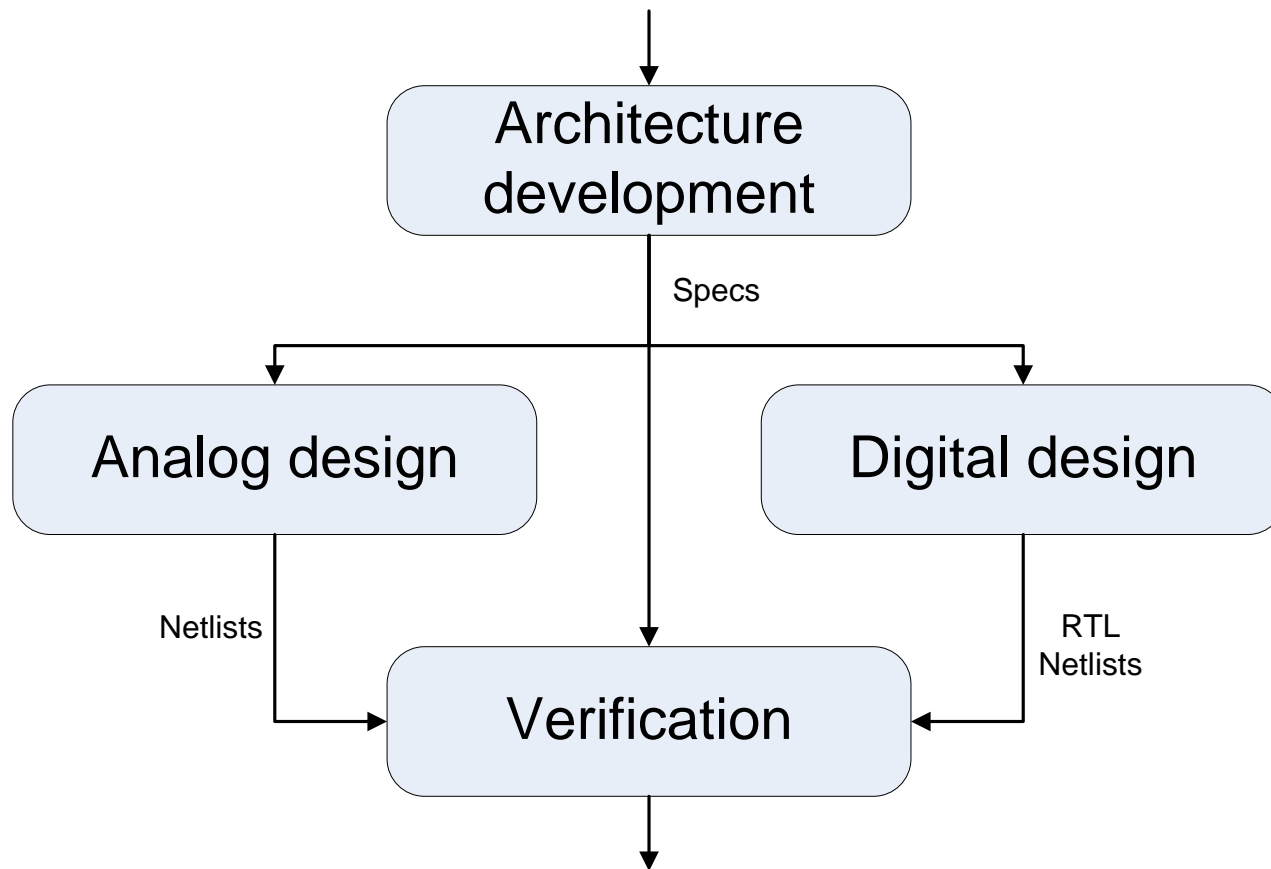 Architecture
development
Specs
Analog design
Digital design
Netlists
RTL
Netlists
Verification